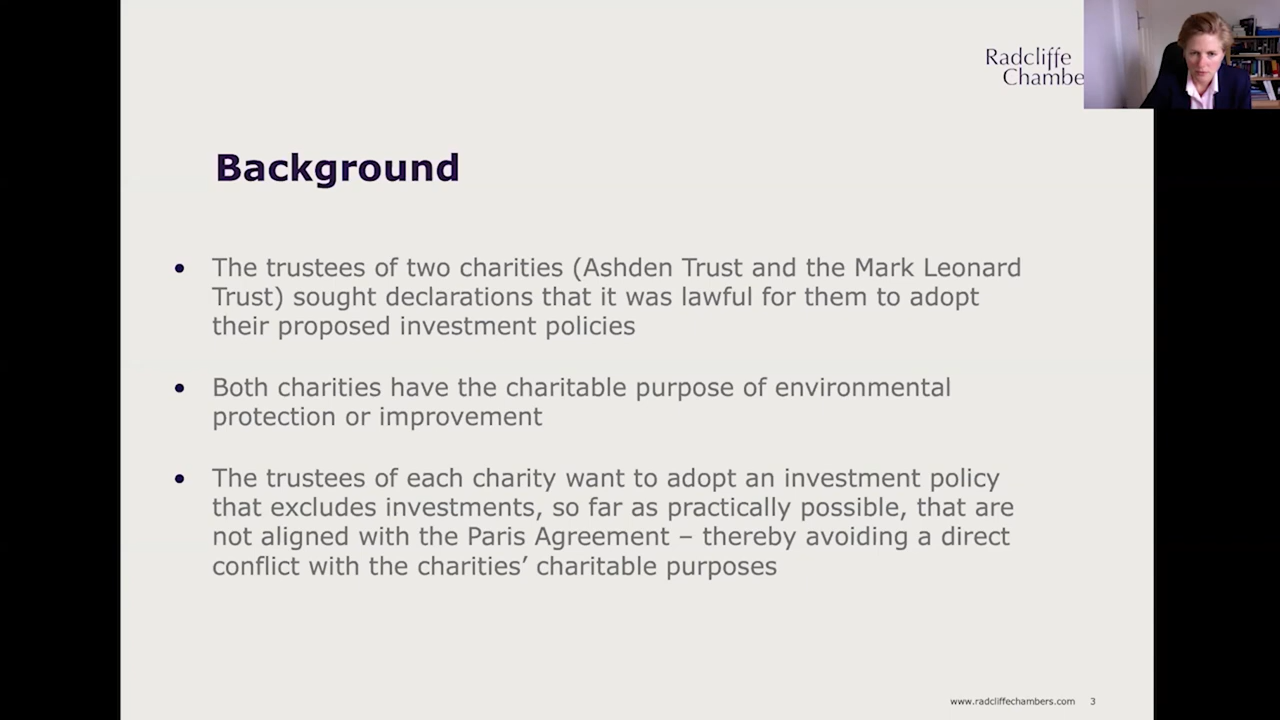 Radcliffe
Chambe
Background
• The trustees of two charities (Ashden Trust and the Mark Leonard
Trust) sought declarations that it was lawful for them to adopt
their proposed investment policies
• Both charities have the charitable purpose of environmental
protection or improvement
• The trustees of each charity want to adopt an investment policy
that excludes investments, so far as practically possible, that are
not aligned with the Paris Agreement – thereby avoiding a direct
conflict with the charities’ charitable purposes
www.radcliffechambers.com 3